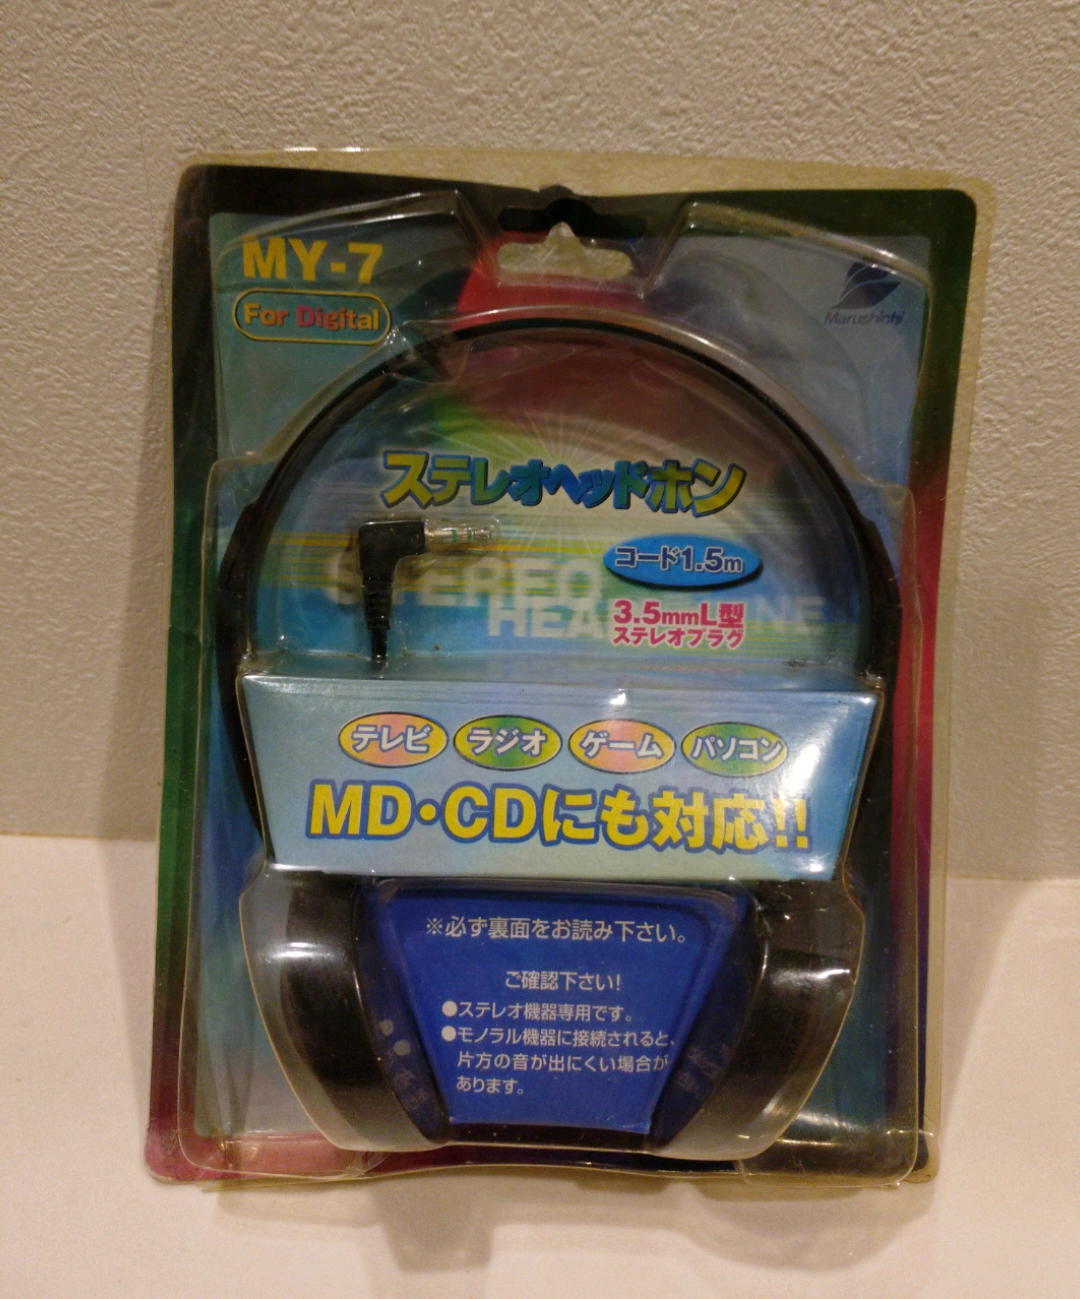 MY-7
For Digital
Marushichi
ステレオヘッドホン
コード1.5m
STEREO
3.5mmL型
ステレオプラグ
テレビ ラジオ ゲーム パソコン
MD・CDにも対応!!
※必ず裏面をお読み下さい。
ご確認下さい!
●ステレオ機器専用です。
●モノラル機器に接続されると、
片方の音が出にくい場合が
あります。